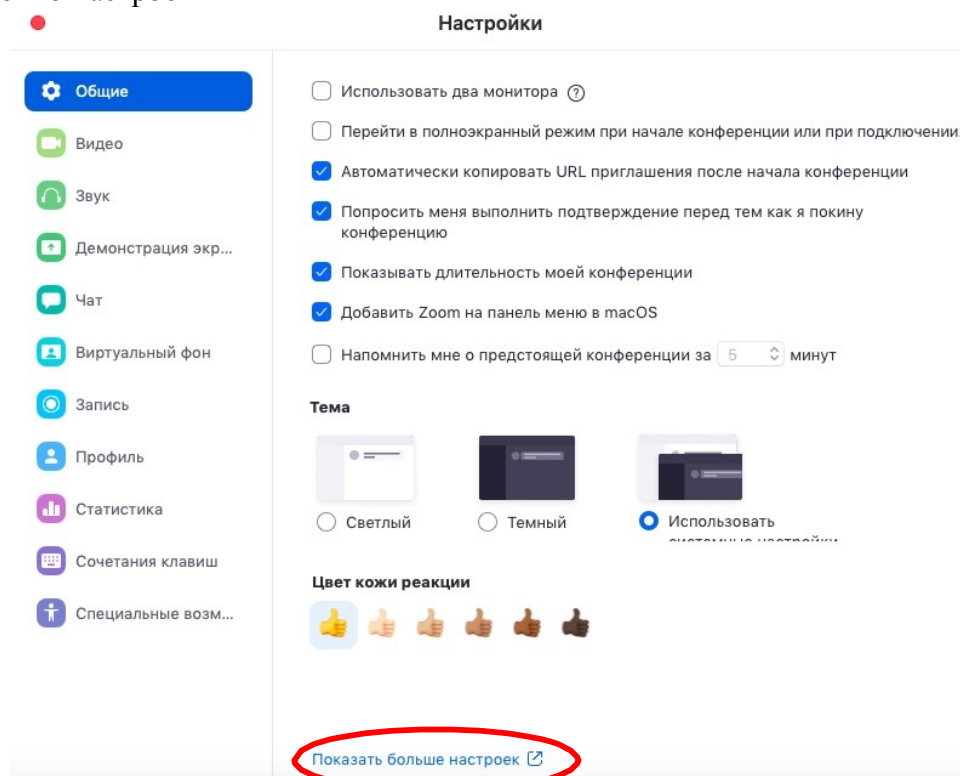 Настройки
Общие
Видео
Звук
Демонстрация экр...
Чат
Виртуальный фон
Запись
Профиль
Статистика
Сочетания клавиш
Специальные возм...
Использовать два монитора ?
Перейти в полноэкранный режим при начале конференции или при подключении.
Автоматически копировать URL приглашения после начала конференции
Попросить меня выполнить подтверждение перед тем как я покину
конференцию
Показывать длительность моей конференции
Добавить Zoom на панель меню в macOS
Напомнить мне о предстоящей конференции за 5 минут
Тема
Светлый
Темный
Использовать
системные настройки
Цвет кожи реакции
Показать больше настроек